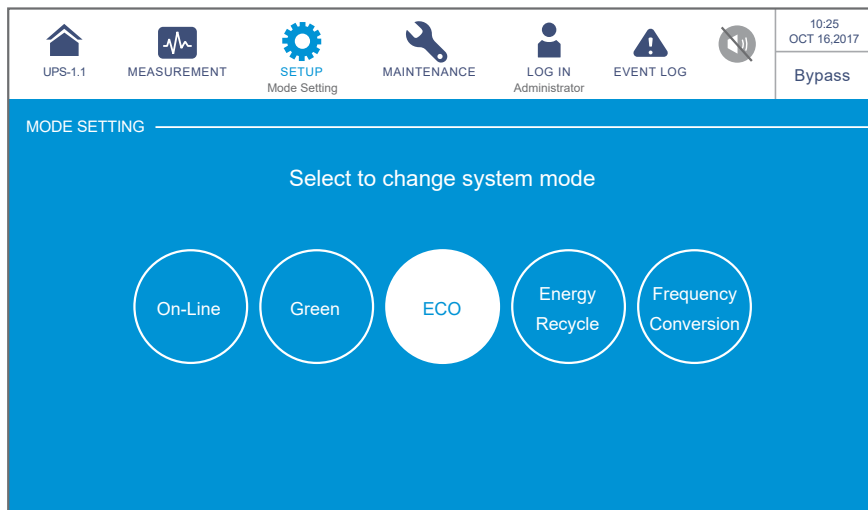 10:25
OCT 16,2017
UPS-1.1
MEASUREMENT
SETUP
Mode Setting
MAINTENANCE
LOG IN
Administrator
EVENT LOG
Bypass
MODE SETTING
Select to change system mode
On-Line
Green
ECO
Energy
Recycle
Frequency
Conversion